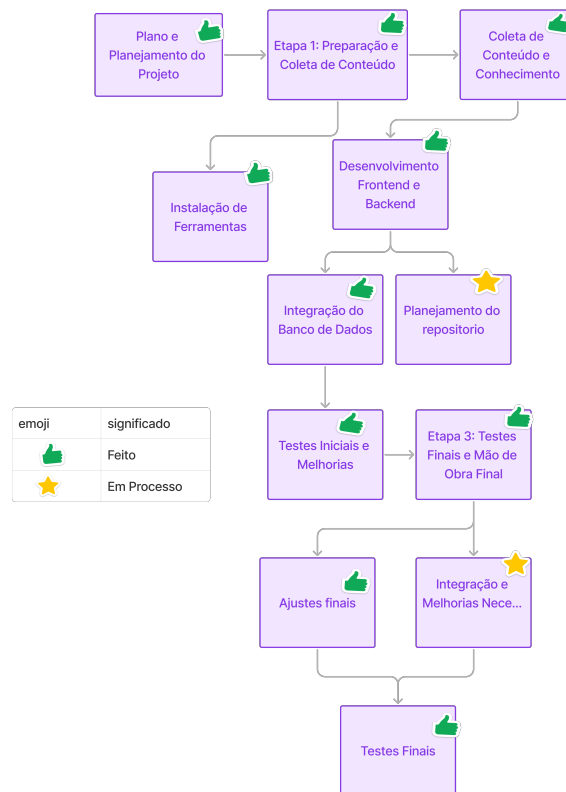 Plano e
Planejamento do
Projeto
Etapa 1: Preparação e
Coleta de Conteúdo
Coleta de
Conteúdo e
Conhecimento
Instalação de
Ferramentas
Desenvolvimento
Frontend e
Backend
Integração do
Banco de Dados
Planejamento do
repositorio
emoji
significado
Feito
Em Processo
Testes Iniciais e
Melhorias
Etapa 3: Testes
Finais e Mão de
Obra Final
Ajustes finais
Integração e
Melhorias Nece...
Testes Finais